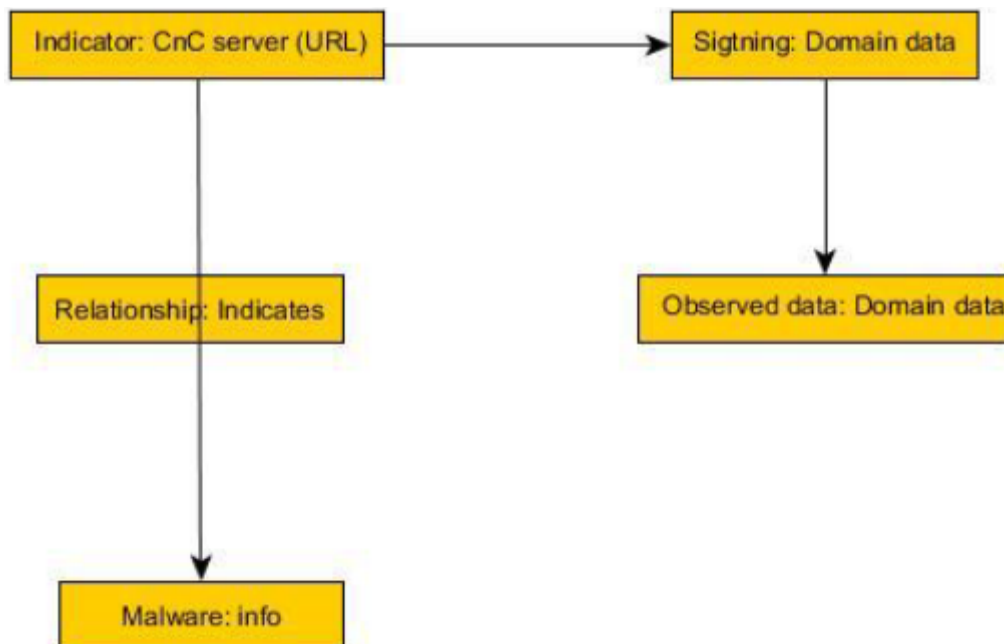 Indicator: CnC server (URL)
Sigtning: Domain data
Relationship: Indicates
Observed data: Domain data
Malware: info